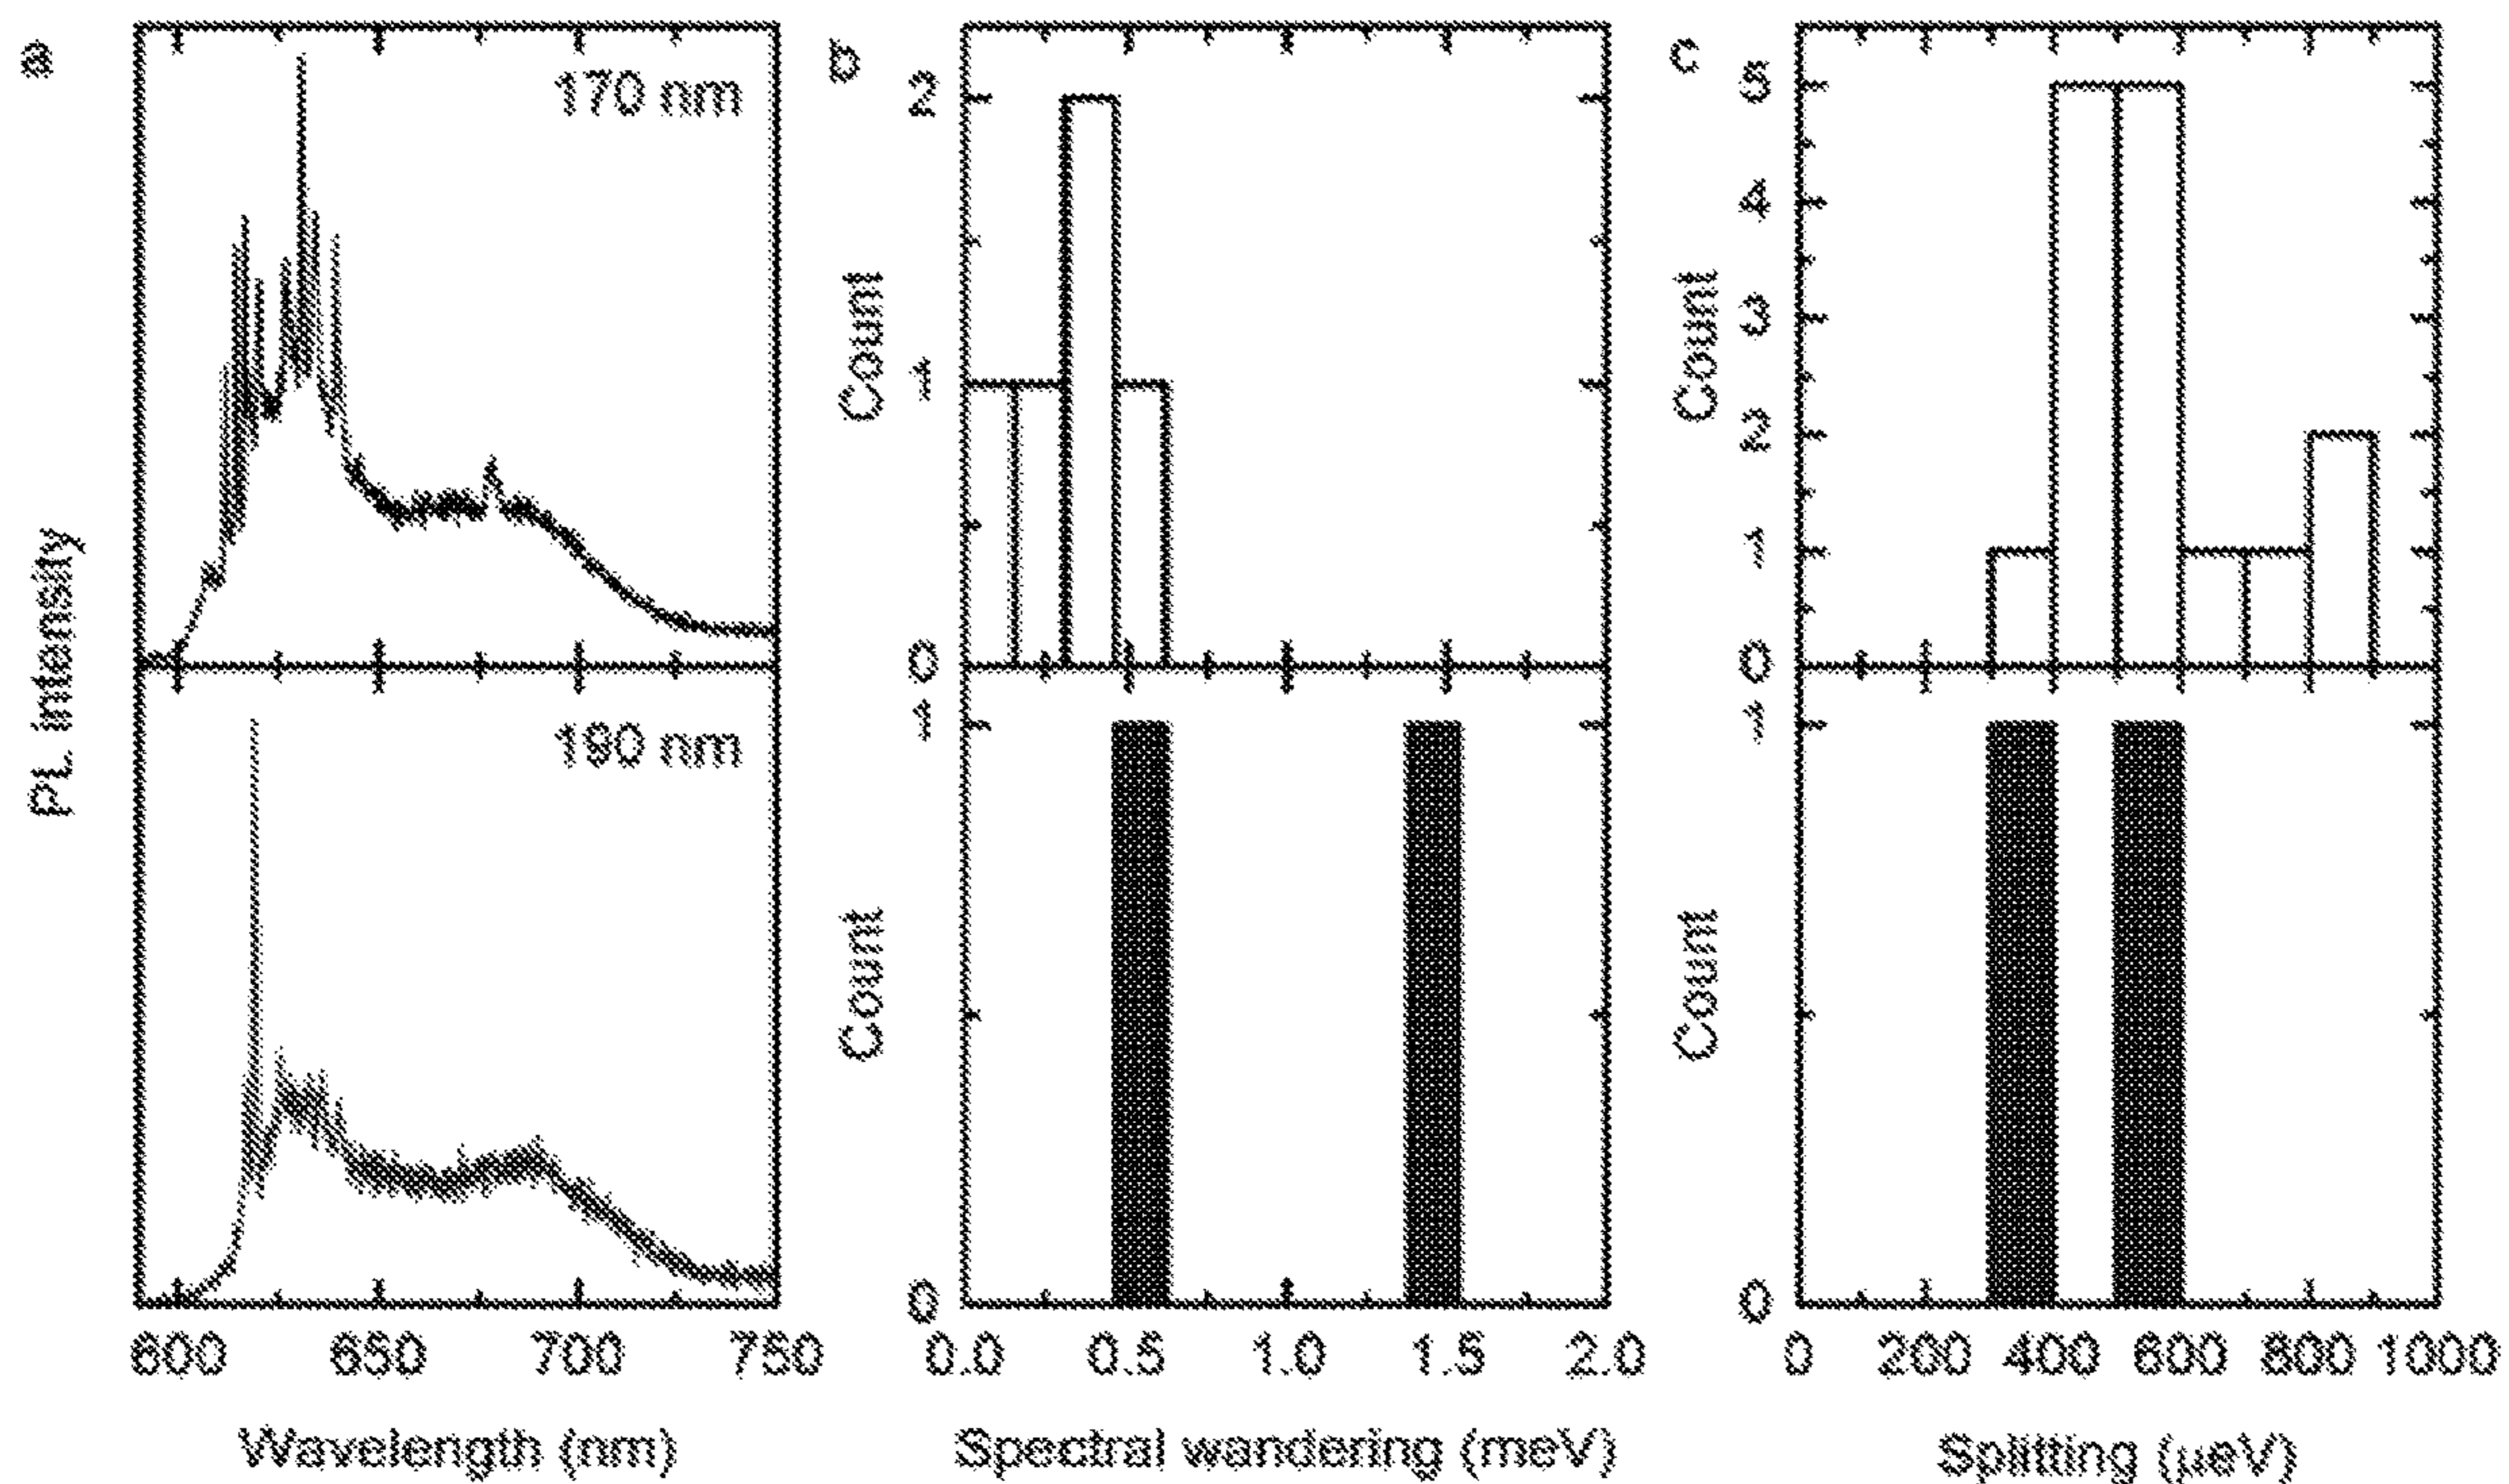 a
170 nm
190 nm
PL intensity
600 650 700 750
Wavelength (nm)
b
2
1
0
Count
1
0
Count
0.0 0.5 1.0 1.5 2.0
Spectral wandering (meV)
c
5
4
3
2
1
0
Count
1
0
Count
0 200 400 600 800 1000
Splitting (μeV)